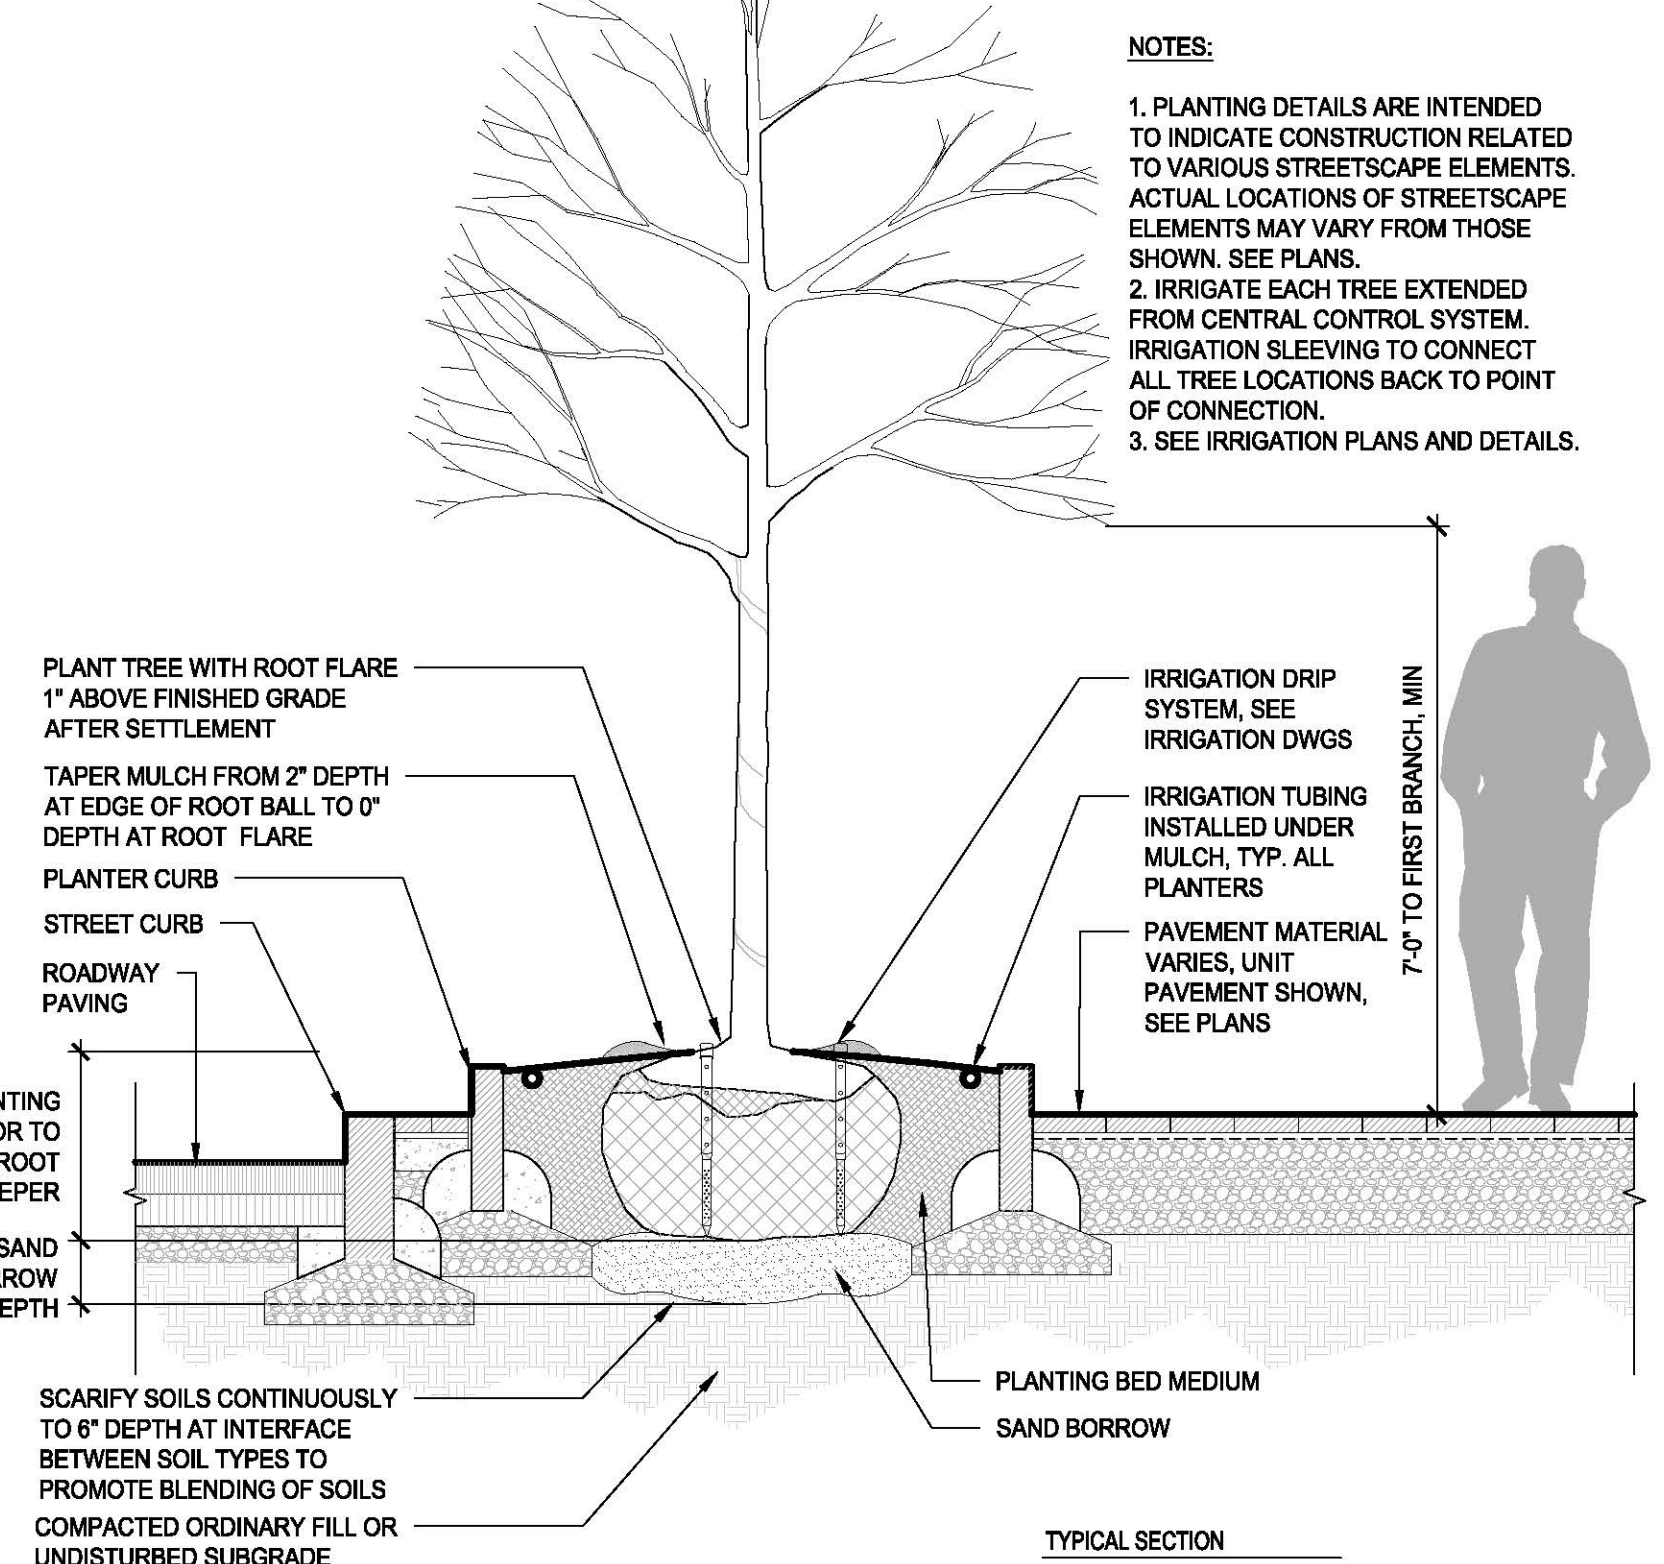 NOTES:
1. PLANTING DETAILS ARE INTENDED
TO INDICATE CONSTRUCTION RELATED
TO VARIOUS STREETSCAPE ELEMENTS.
ACTUAL LOCATIONS OF STREETSCAPE
ELEMENTS MAY VARY FROM THOSE
SHOWN. SEE PLANS.
2. IRRIGATE EACH TREE EXTENDED
FROM CENTRAL CONTROL SYSTEM.
IRRIGATION SLEEVING TO CONNECT
ALL TREE LOCATIONS BACK TO POINT
OF CONNECTION.
3. SEE IRRIGATION PLANS AND DETAILS.
PLANT TREE WITH ROOT FLARE
1" ABOVE FINISHED GRADE
AFTER SETTLEMENT
TAPER MULCH FROM 2" DEPTH
AT EDGE OF ROOT BALL TO 0"
DEPTH AT ROOT FLARE
PLANTER CURB
STREET CURB
ROADWAY
PAVING
NTING
OR TO
ROOT
EEPER
SAND
RROW
DEPTH
SCARIFY SOILS CONTINUOUSLY
TO 6" DEPTH AT INTERFACE
BETWEEN SOIL TYPES TO
PROMOTE BLENDING OF SOILS
COMPACTED ORDINARY FILL OR
UNDISTURBED SUBGRADE
IRRIGATION DRIP
SYSTEM, SEE
IRRIGATION DWGS
IRRIGATION TUBING
INSTALLED UNDER
MULCH, TYP. ALL
PLANTERS
PAVEMENT MATERIAL
VARIES, UNIT
PAVEMENT SHOWN,
SEE PLANS
7'-0" TO FIRST BRANCH, MIN
PLANTING BED MEDIUM
SAND BORROW
TYPICAL SECTION